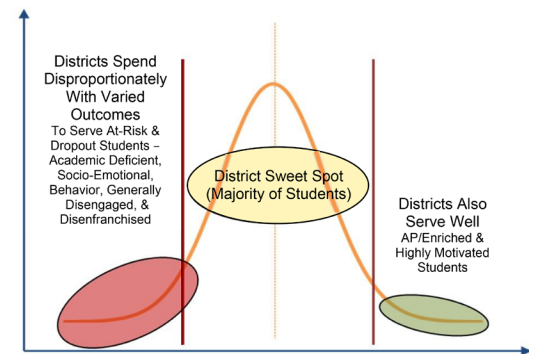 Districts Spend
Disproportionately
With Varied
Outcomes
To Serve At-Risk &
Dropout Students –
Academic Deficient,
Socio-Emotional,
Behavior, Generally
Disengaged, &
Disenfranchised
District Sweet Spot
(Majority of Students)
Districts Also
Serve Well
AP/Enriched &
Highly Motivated
Students